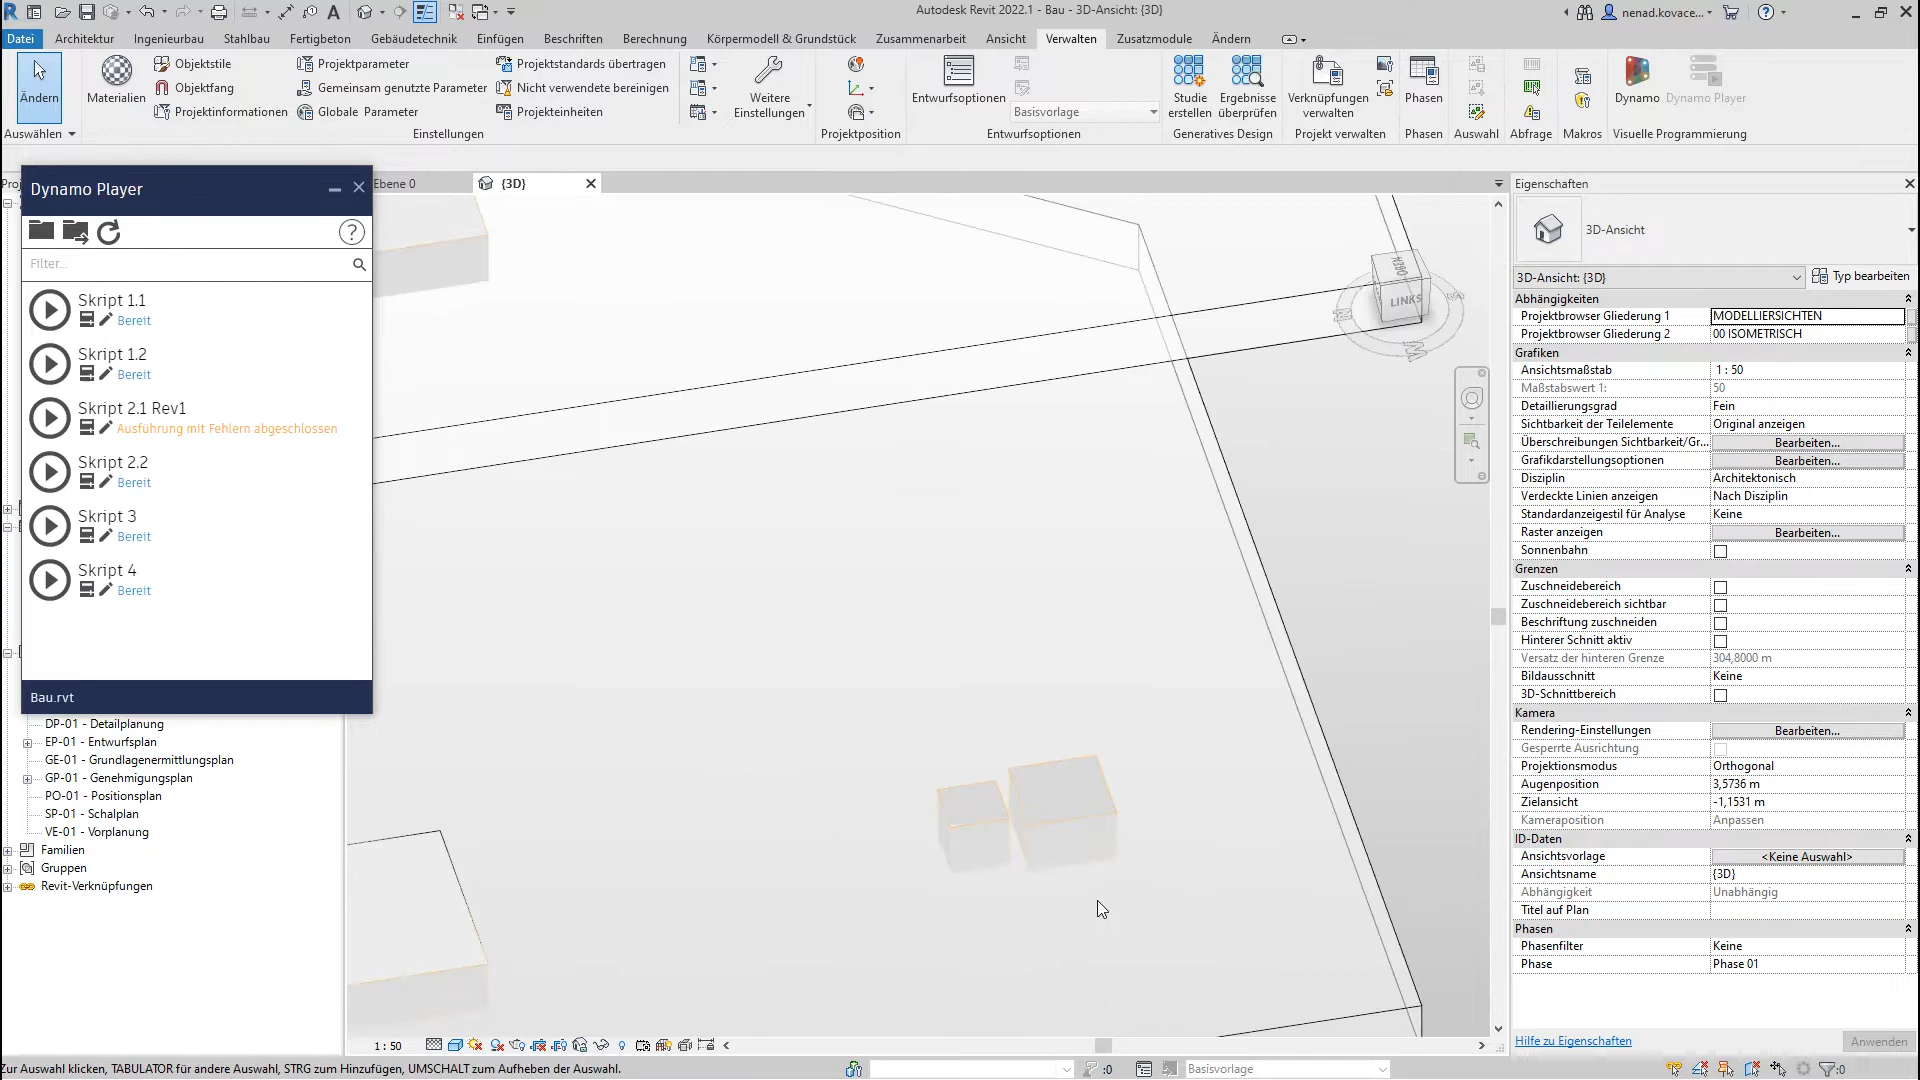 Autodesk Revit 2022.1 - Bau - 3D-Ansicht: {3D}
nenad.kovace...
Datei Architektur Ingenieurbau Stahlbau Fertigbeton Gebäudetechnik Einfügen Beschriften Berechnung Körpermodell & Grundstück Zusammenarbeit Ansicht Verwalten Zusatzmodule Ändern
Ändern
Auswählen
Materialien
Objektstile
Objektfang
Projektinformationen
Projektparameter
Gemeinsam genutzte Parameter
Globale Parameter
Projektstandards übertragen
Nicht verwendete bereinigen
Projekteinheiten
Einstellungen
Weitere
Einstellungen
Projektposition
Entwurfsoptionen
Basisvorlage
Entwurfsoptionen
Studie
erstellen
Ergebnisse
überprüfen
Generatives Design
Verknüpfungen
verwalten
Projekt verwalten
Phasen
Phasen
Auswahl
Abfrage
Makros
Dynamo
Dynamo Player
Visuelle Programmierung
Ebene 0
{3D}
Dynamo Player
Filter...
Skript 1.1
Bereit
Skript 1.2
Bereit
Skript 2.1 Rev1
Ausführung mit Fehlern abgeschlossen
Skript 2.2
Bereit
Skript 3
Bereit
Skript 4
Bereit
Bau.rvt
DP-01 - Detailplanung
EP-01 - Entwurfsplan
GE-01 - Grundlagenermittlungsplan
GP-01 - Genehmigungsplan
PO-01 - Positionsplan
SP-01 - Schalplan
VE-01 - Vorplanung
Familien
Gruppen
Revit-Verknüpfungen
OBEN
LINKS
Eigenschaften
3D-Ansicht
3D-Ansicht: {3D}
Typ bearbeiten
Abhängigkeiten
Projektbrowser Gliederung 1 MODELLIERSICHTEN
Projektbrowser Gliederung 2 00 ISOMETRISCH
Grafiken
Ansichtsmaßstab 1 : 50
Maßstabswert 1: 50
Detaillierungsgrad Fein
Sichtbarkeit der Teilelemente Original anzeigen
Überschreibungen Sichtbarkeit/Gr... Bearbeiten...
Grafikdarstellungsoptionen Bearbeiten...
Disziplin Architektonisch
Verdeckte Linien anzeigen Nach Disziplin
Standardanzeigestil für Analyse Keine
Raster anzeigen Bearbeiten...
Sonnenbahn
Grenzen
Zuschneidebereich
Zuschneidebereich sichtbar
Beschriftung zuschneiden
Hinterer Schnitt aktiv
Versatz der hinteren Grenze 304,8000 m
Bildausschnitt Keine
3D-Schnittbereich
Kamera
Rendering-Einstellungen Bearbeiten...
Gesperrte Ausrichtung
Projektionsmodus Orthogonal
Augenposition 3,5736 m
Zielansicht -1,1531 m
Kameraposition Anpassen
ID-Daten
Ansichtsvorlage <Keine Auswahl>
Ansichtsname {3D}
Abhängigkeit Unabhängig
Titel auf Plan
Phasen
Phasenfilter Keine
Phase Phase 01
Hilfe zu Eigenschaften
Anwenden
1 : 50
Zur Auswahl klicken, TABULATOR für andere Auswahl, STRG zum Hinzufügen, UMSCHALT zum Aufheben der Auswahl.
:0
Basisvorlage
:0